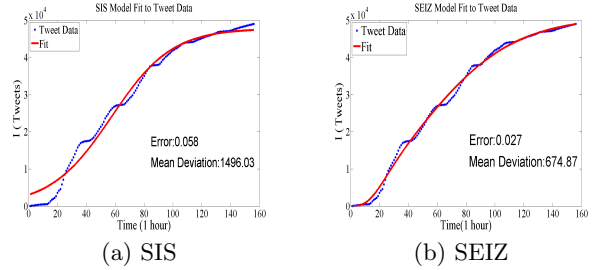 SIS Model Fit to Tweet Data
5 x 10^4
Tweet Data
Fit
4
3
2
1
0
I (Tweets)
Error:0.058
Mean Deviation:1496.03
0 20 40 60 80 100 120 140 160
Time (1 hour)
(a) SIS
SEIZ Model Fit to Tweet Data
5 x 10^4
Tweet Data
Fit
4
3
2
1
0
I (Tweets)
Error:0.027
Mean Deviation:674.87
0 20 40 60 80 100 120 140 160
Time(1 hour)
(b) SEIZ